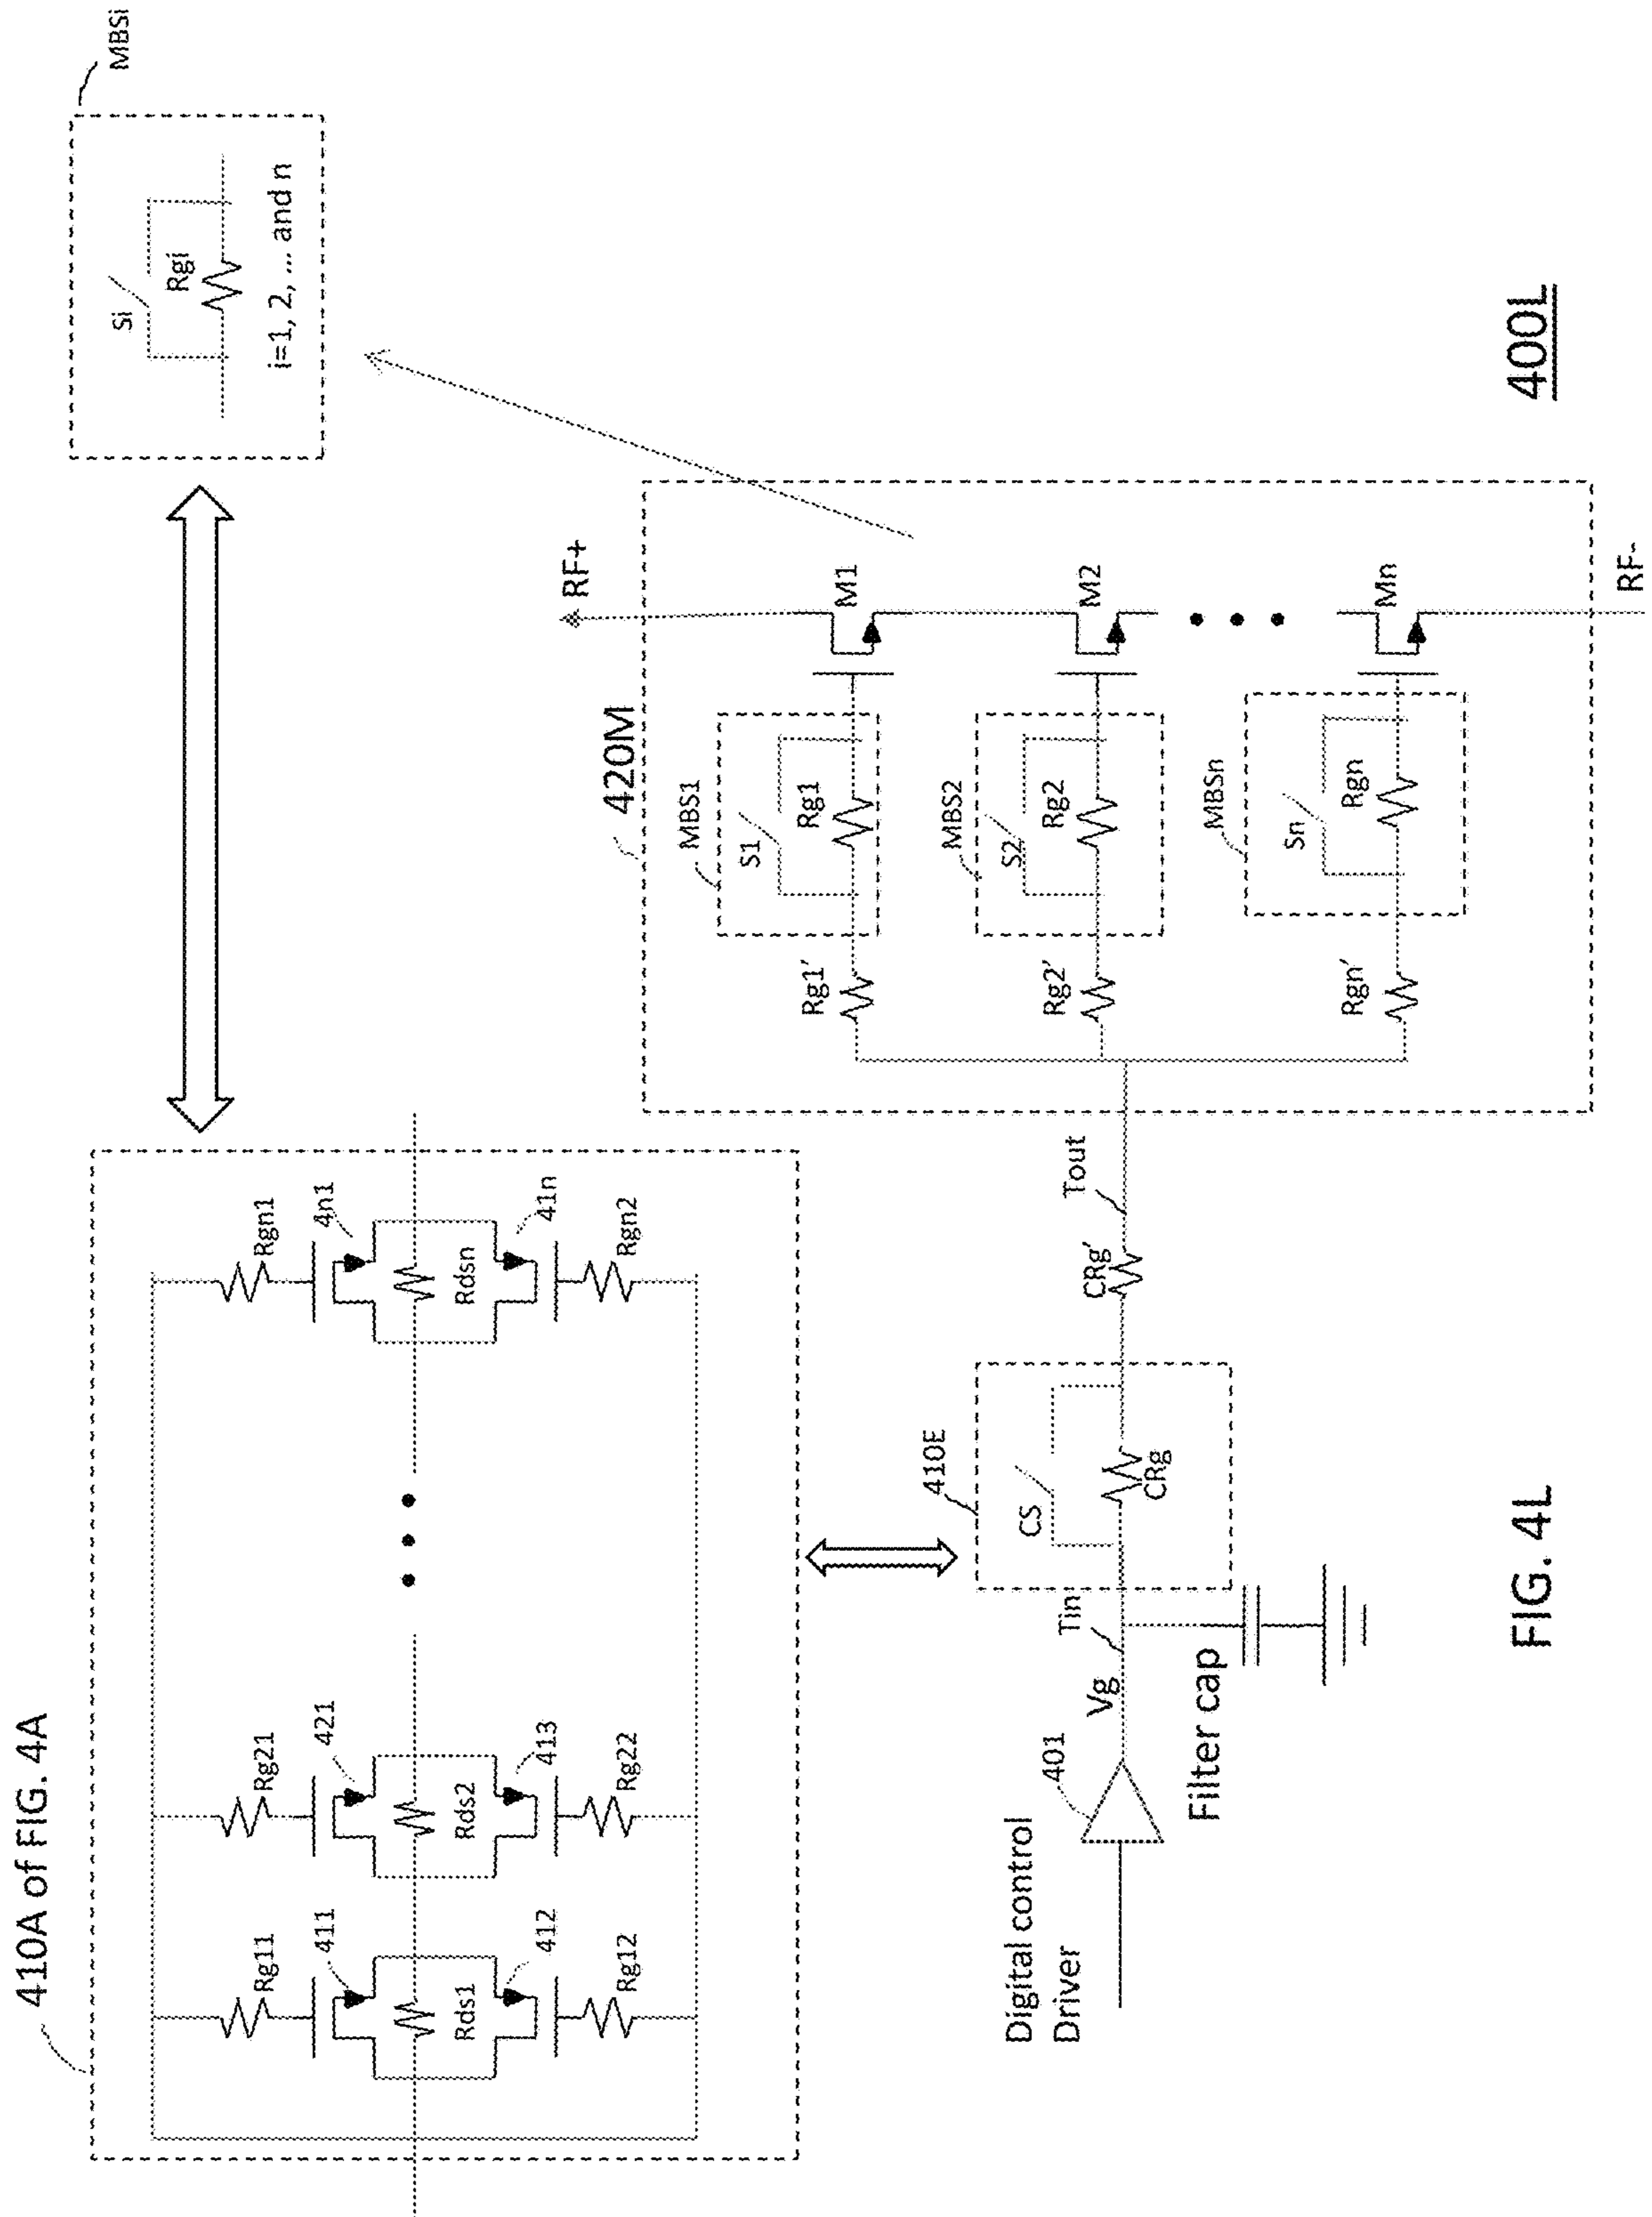 410A of FIG. 4A
Rg11
411
Rds1
412
Rg12
Rg21
421
Rds2
413
Rg22
Rgn1
4n1
Rdsn
41n
Rgn2
MBSi
Si
Rgi
i=1, 2, ... and n
Digital control
Driver
401
Vg
Tin
Filter cap
410E
CS
CRg
CRg'
Tout
420M
RF+
MBS1
S1
Rg1
Rg1'
M1
MBS2
S2
Rg2
Rg2'
M2
MBSn
Sn
Rgn
Rgn'
Mn
RF-
400L
FIG. 4L